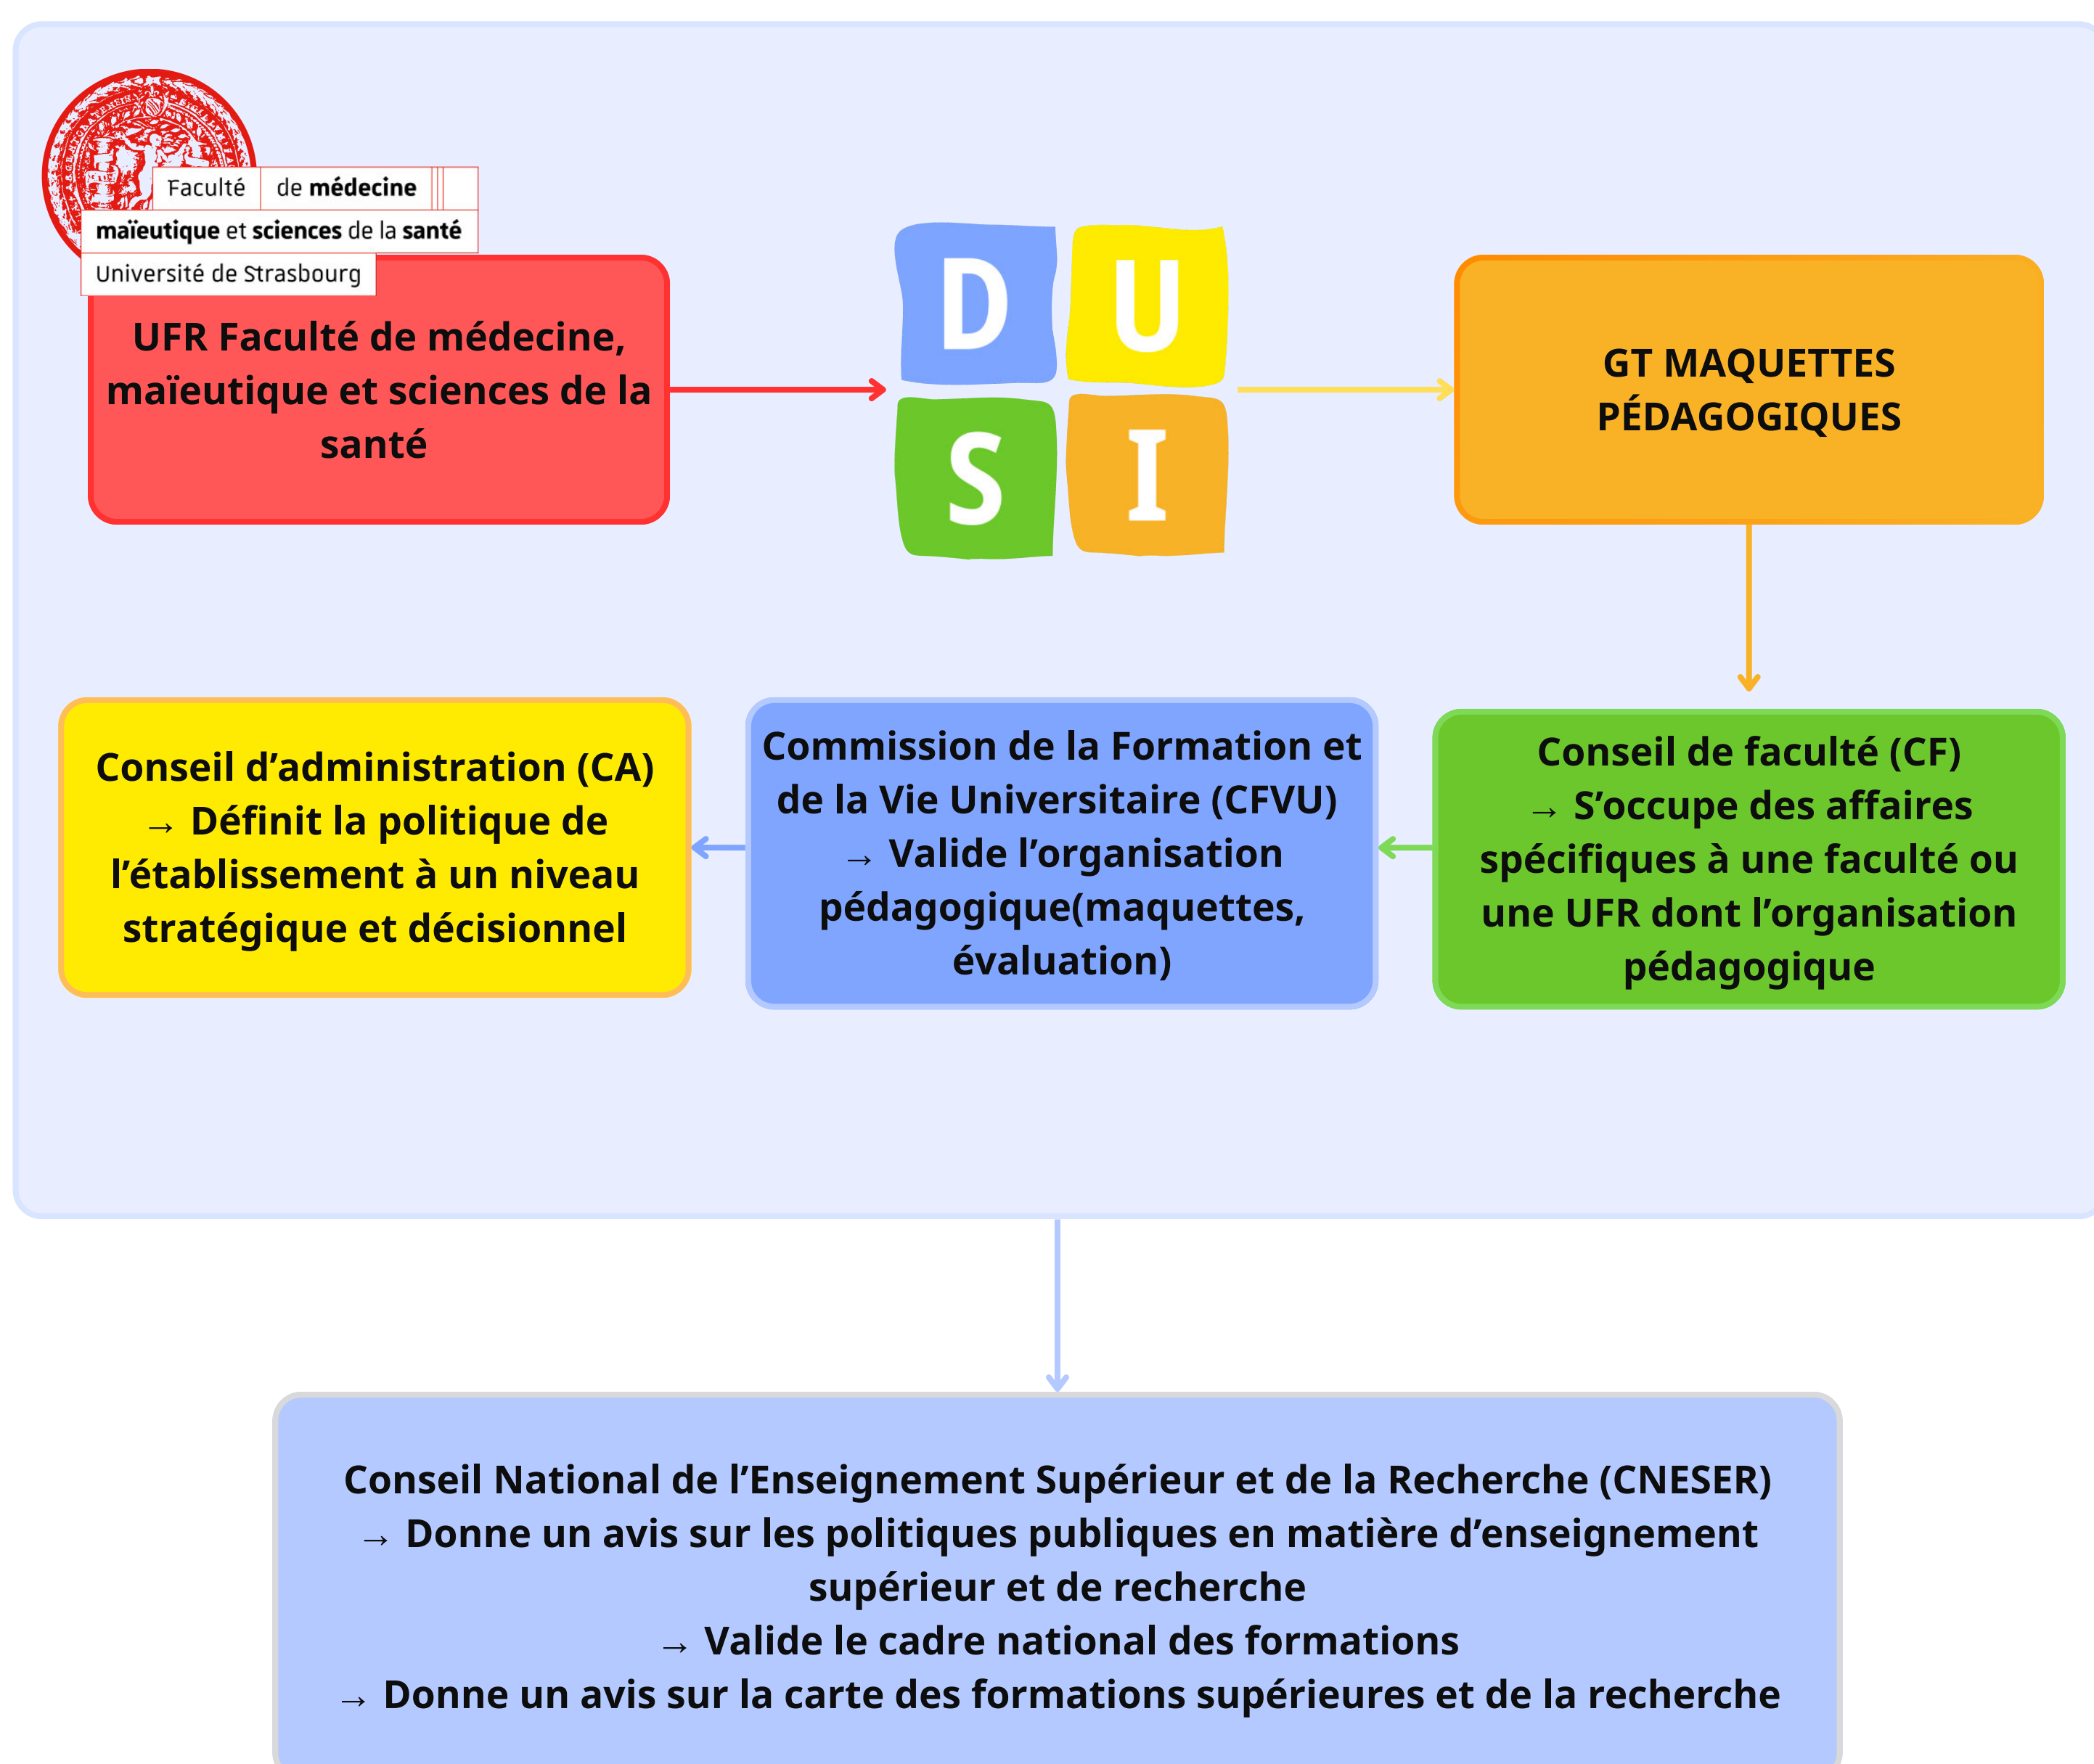 Faculté de médecine
maïeutique et sciences de la santé
Université de Strasbourg
UFR Faculté de médecine,
maïeutique et sciences de la
santé
D U
S I
GT MAQUETTES
PÉDAGOGIQUES
Conseil d’administration (CA)
→ Définit la politique de
l’établissement à un niveau
stratégique et décisionnel
Commission de la Formation et
de la Vie Universitaire (CFVU)
→ Valide l’organisation
pédagogique(maquettes,
évaluation)
Conseil de faculté (CF)
→ S’occupe des affaires
spécifiques à une faculté ou
une UFR dont l’organisation
pédagogique
Conseil National de l’Enseignement Supérieur et de la Recherche (CNESER)
→ Donne un avis sur les politiques publiques en matière d’enseignement
supérieur et de recherche
→ Valide le cadre national des formations
→ Donne un avis sur la carte des formations supérieures et de la recherche